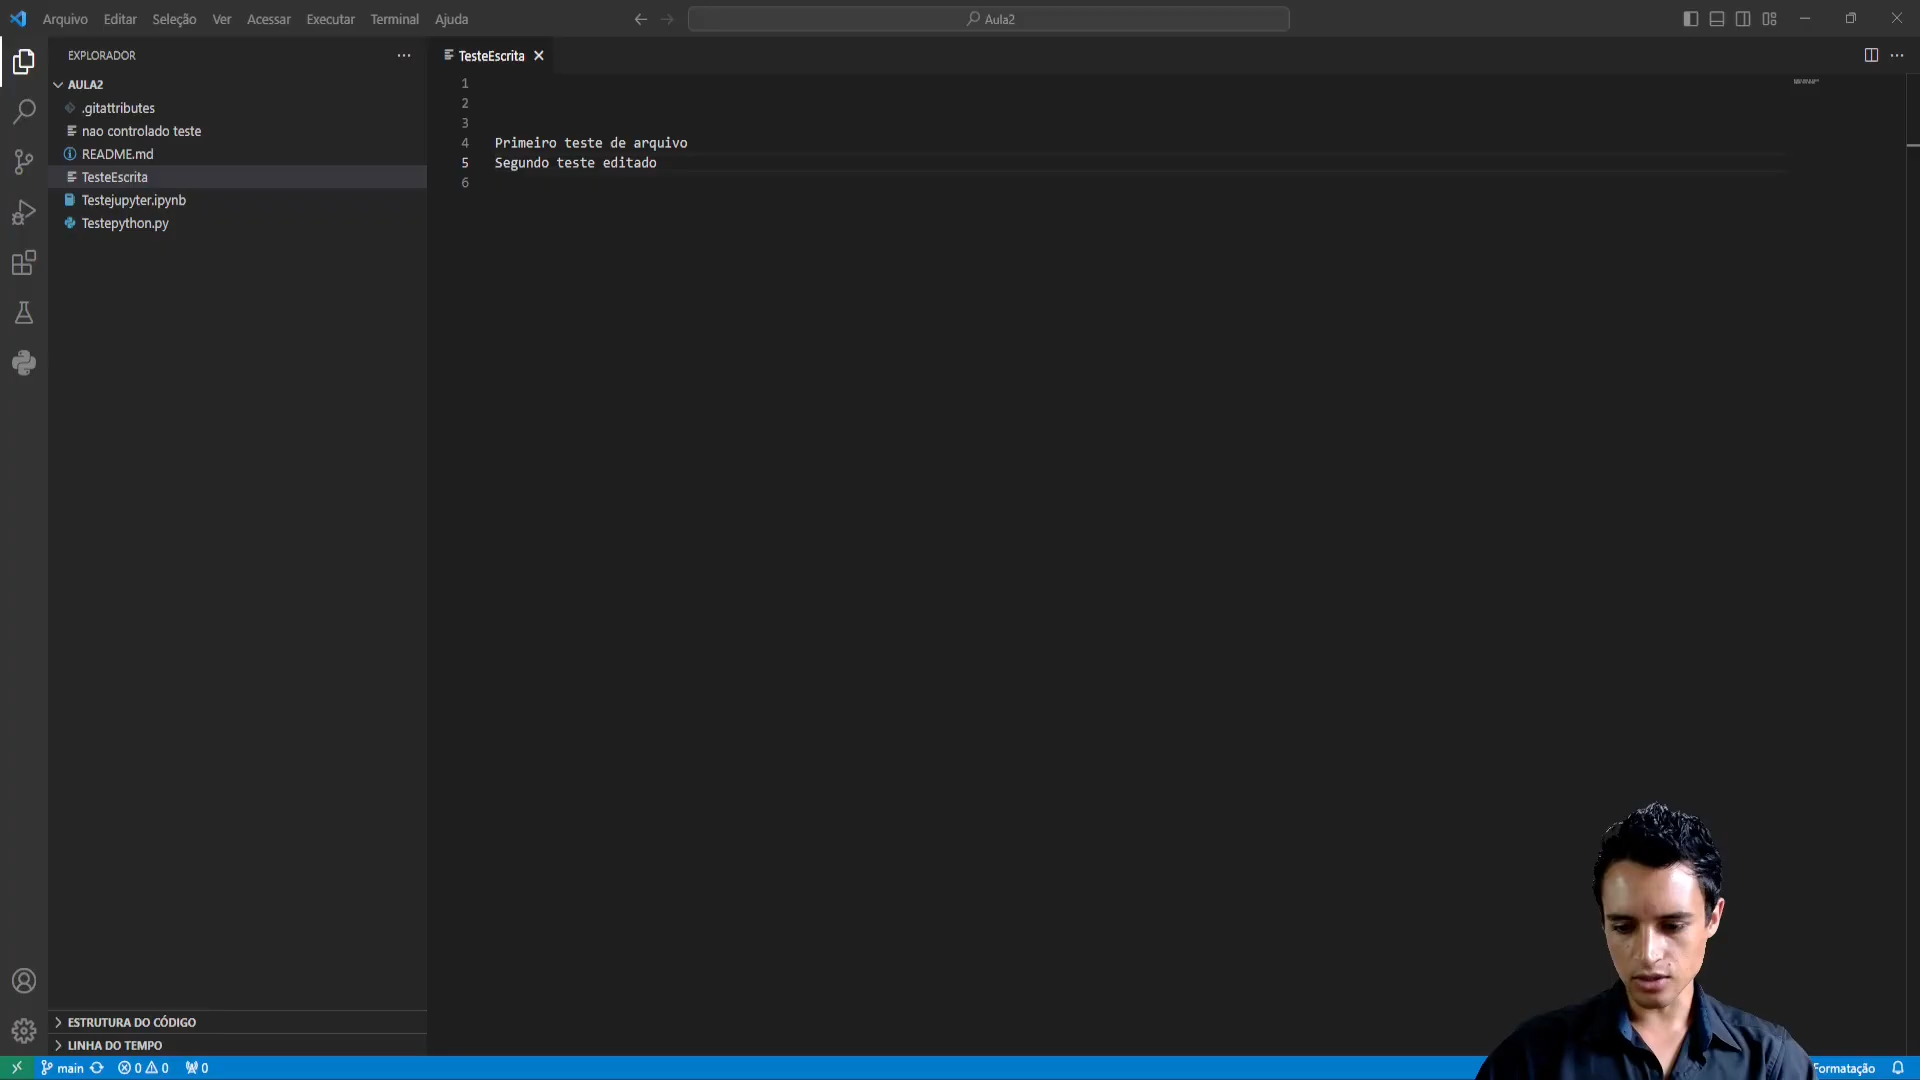 Arquivo Editar Seleção Ver Acessar Executar Terminal Ajuda
Aula2
EXPLORADOR
TesteEscrita
AULA2
.gitattributes
nao controlado teste
README.md
TesteEscrita
Testejupyter.ipynb
Testepython.py
1
2
3
4 Primeiro teste de arquivo
5 Segundo teste editado
6
ESTRUTURA DO CÓDIGO
LINHA DO TEMPO
main 0 0 0
Formatação